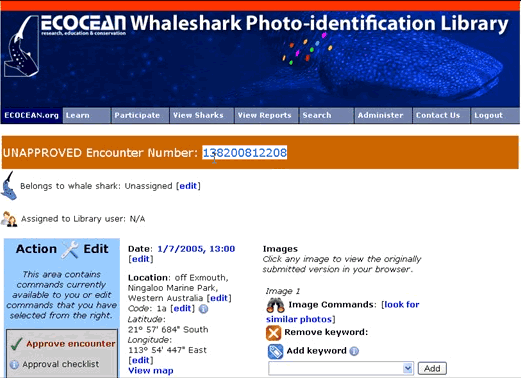 ECOCEAN Whaleshark Photo-identification Library
research, education & conservation
ECOCEAN.org Learn Participate View Sharks View Reports Search Administer Contact Us Logout
UNAPPROVED Encounter Number: 138200812208
Belongs to whale shark: Unassigned [edit]
Assigned to Library user: N/A
Action Edit
This area contains
commands currently
available to you or edit
commands that you have
selected from the right.
Approve encounter
Approval checklist
Date: 1/7/2005, 13:00
[edit]
Location: off Exmouth,
Ningaloo Marine Park,
Western Australia [edit]
Code: 1a [edit]
Latitude:
21° 57' 684" South
Longitude:
113° 54' 447" East
[edit]
View map
Images
Click any image to view the originally
submitted version in your browser.
Image 1
Image Commands: [look for
similar photos]
Remove keyword:
Add keyword
Add